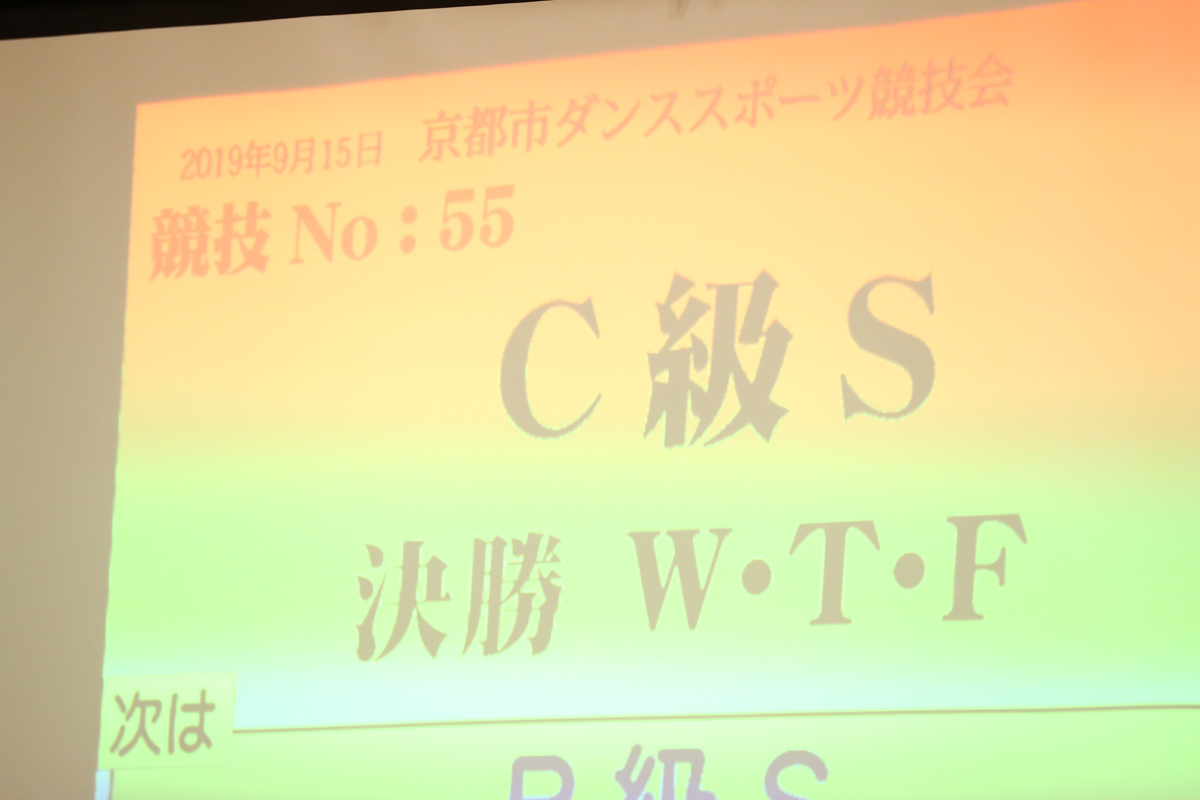 2019年9月15日 京都市ダンススポーツ競技会
競技 No：55
C 級 S
決勝 W・T・F
次は
級 S